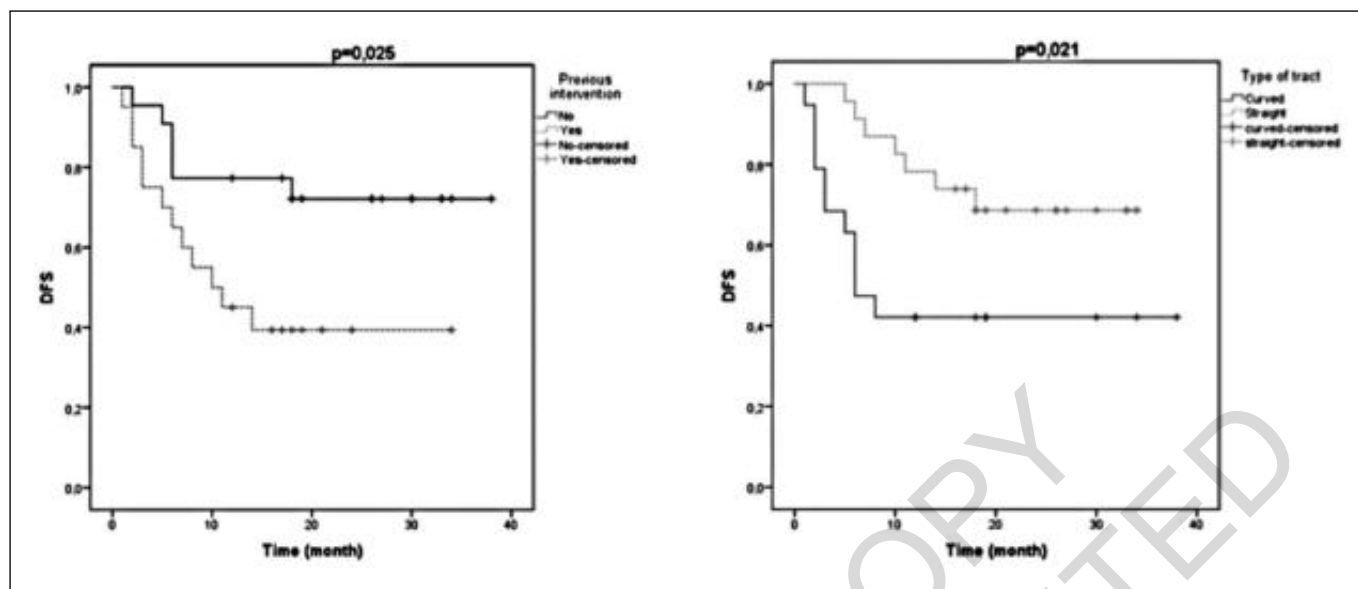 p=0,025
Previous
intervention
No
Yes
No-censored
Yes-censored
1,0
0,8
0,6
0,4
0,2
0,0
DFS
0
10
20
30
40
Time (month)
p=0,021
Type of tract
Curved
Straight
curved-censored
straight-censored
1,0
0,8
0,6
0,4
0,2
0,0
DFS
0
10
20
30
40
Time (month)
OPY
TED